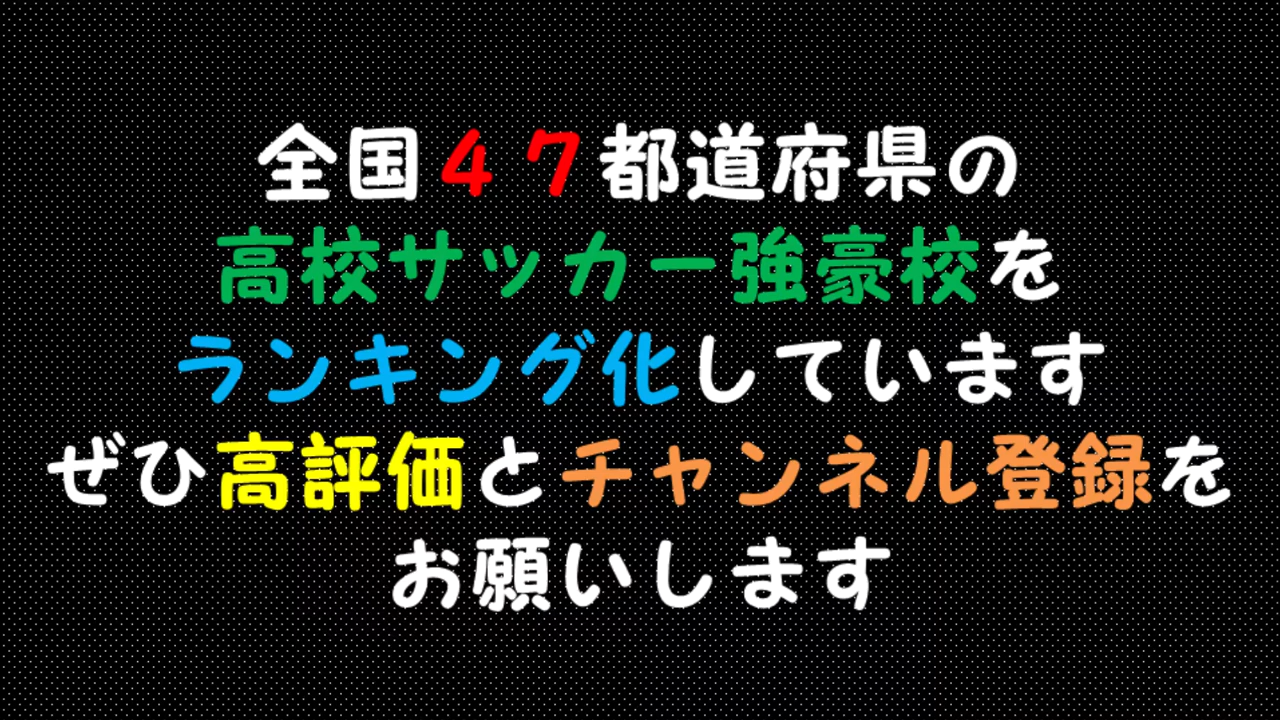 全国４７都道府県の
高校サッカー強豪校を
ランキング化しています
ぜひ高評価とチャンネル登録を
お願いします